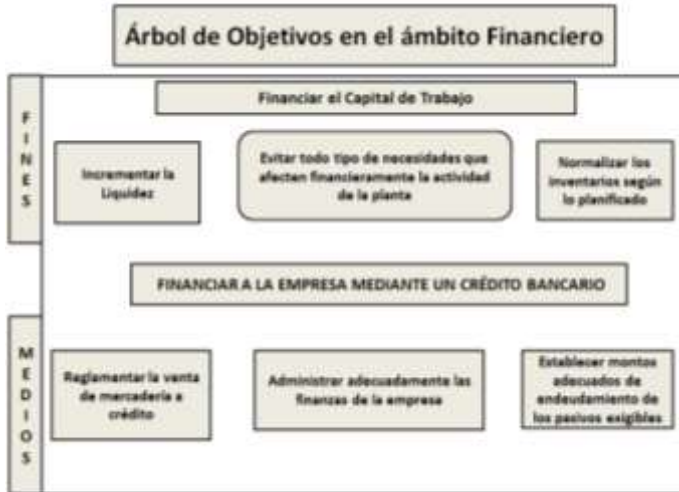 Árbol de Objetivos en el ámbito Financiero
FINES
Financiar el Capital de Trabajo
Incrementar la
Liquidez
Evitar todo tipo de necesidades que
afecten financieramente la actividad
de la planta
Normalizar los
inventarios según
lo planificado
FINANCIAR A LA EMPRESA MEDIANTE UN CRÉDITO BANCARIO
MEDIOS
Reglamentar la venta
de mercadería a
crédito
Administrar adecuadamente las
finanzas de la empresa
Establecer montos
adecuados de
endeudamiento de
los pasivos exigibles